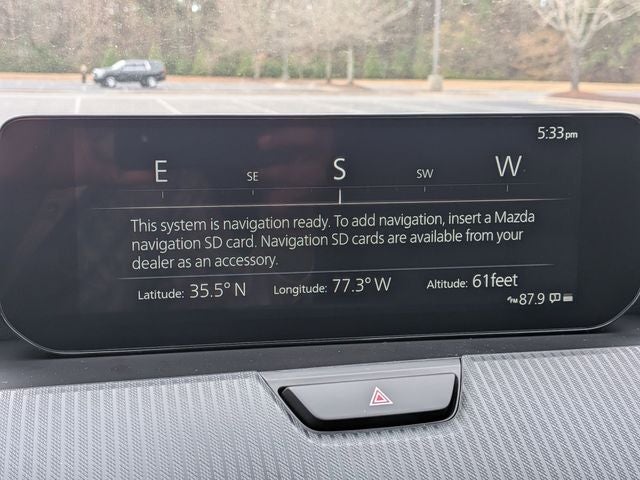 5:33pm
E SE S SW W
This system is navigation ready. To add navigation, insert a Mazda
navigation SD card. Navigation SD cards are available from your
dealer as an accessory.
Latitude: 35.5° N Longitude: 77.3° W Altitude: 61feet
FM 87.9